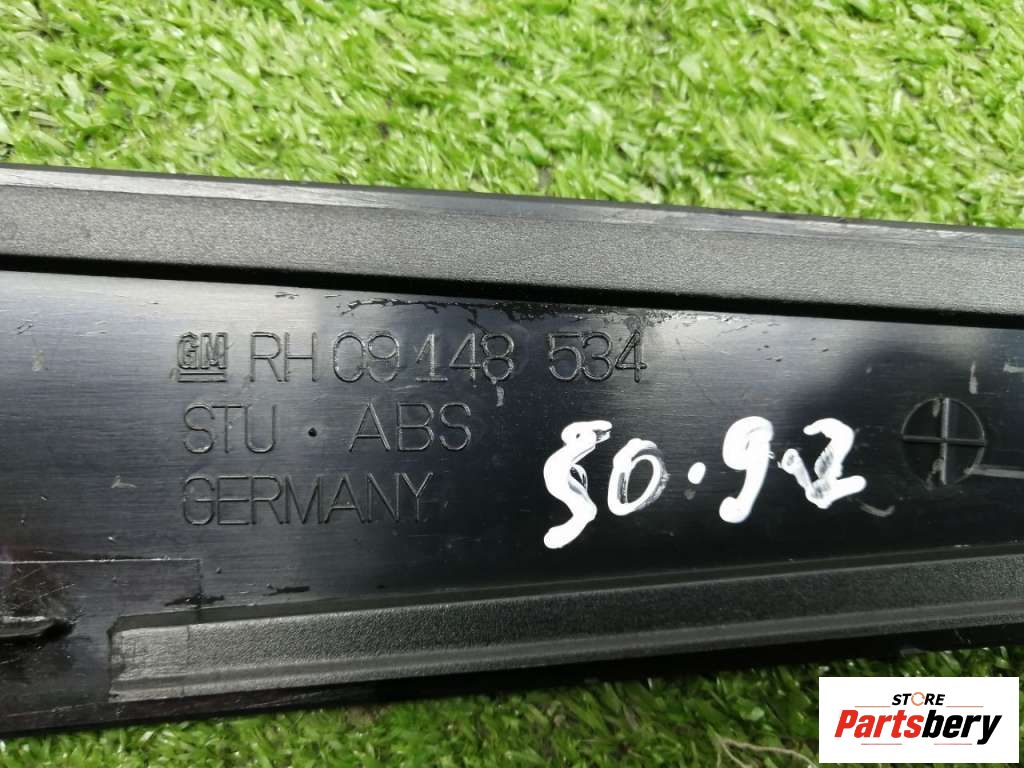 GM RH 09148 534
STU · ABS
GERMANY
50.92
STORE
Partsbery